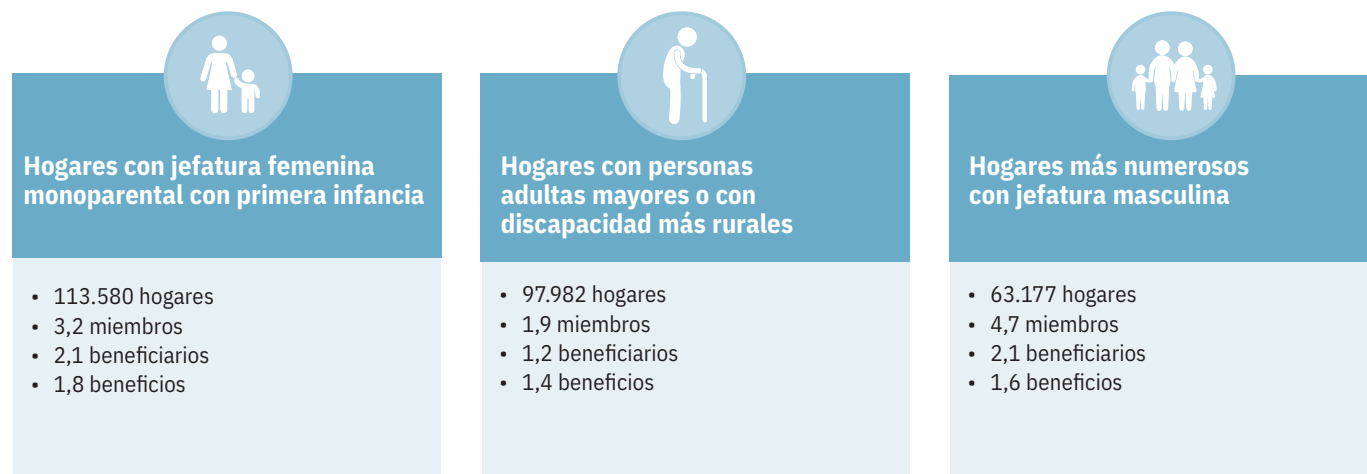 Hogares con jefatura femenina
monoparental con primera infancia
• 113.580 hogares
• 3,2 miembros
• 2,1 beneficiarios
• 1,8 beneficios
Hogares con personas
adultas mayores o con
discapacidad más rurales
• 97.982 hogares
• 1,9 miembros
• 1,2 beneficiarios
• 1,4 beneficios
Hogares más numerosos
con jefatura masculina
• 63.177 hogares
• 4,7 miembros
• 2,1 beneficiarios
• 1,6 beneficios